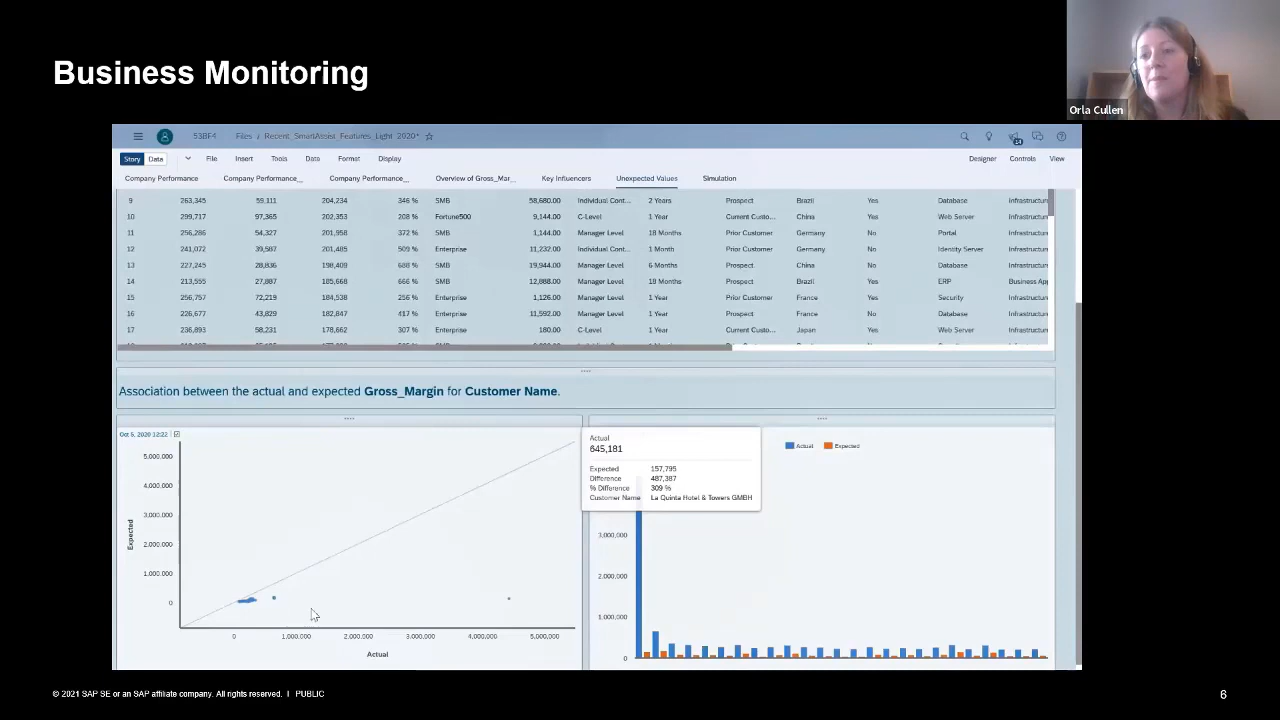 Business Monitoring
Orla Cullen
53BF4 Files / Recent_SmartAssist_Features_Light_2020* ☆
14
Story Data File Insert Tools Data Format Display Designer Controls View
Company Performance Company Performance_ Company Performance_ Overview of Gross_Mar_ Key Influencers Unexpected Values Simulation
9 263,345 59,111 204,234 346 % SMB 58,680.00 Individual Cont... 2 Years Prospect Brazil Yes Database Infrastructur
10 299,717 97,365 202,353 208 % Fortune500 9,144.00 C-Level 1 Year Current Custo... China Yes Web Server Infrastructur
11 256,286 54,327 201,958 372 % SMB 1,144.00 Manager Level 18 Months Prior Customer Germany No Portal Infrastructur
12 241,072 39,587 201,485 509 % Enterprise 11,232.00 Individual Cont... 1 Month Prior Customer Germany No Identity Server Infrastructur
13 227,245 28,836 198,409 688 % SMB 19,944.00 Manager Level 6 Months Prospect China No Database Infrastructur
14 213,555 27,887 185,668 666 % SMB 12,888.00 Manager Level 18 Months Prospect Brazil Yes ERP Business App
15 256,757 72,219 184,538 256 % Enterprise 1,126.00 Manager Level 1 Year Prior Customer France Yes Security Infrastructur
16 226,677 43,829 182,847 417 % Enterprise 11,592.00 Manager Level 1 Year Prospect France No Database Infrastructur
17 236,893 58,231 178,662 307 % Enterprise 180.00 C-Level 1 Year Current Custo... Japan Yes Web Server Infrastructur
Association between the actual and expected Gross_Margin for Customer Name.
Oct 5, 2020 12:22
5,000,000
4,000,000
3,000,000
2,000,000
1,000,000
0
Expected
0 1,000,000 2,000,000 3,000,000 4,000,000 5,000,000
Actual
Actual
645,181
Expected 157,795
Difference 487,387
% Difference 309 %
Customer Name La Quinta Hotel & Towers GMBH
Actual Expected
3,000,000
2,000,000
1,000,000
0
© 2021 SAP SE or an SAP affiliate company. All rights reserved. I PUBLIC
6